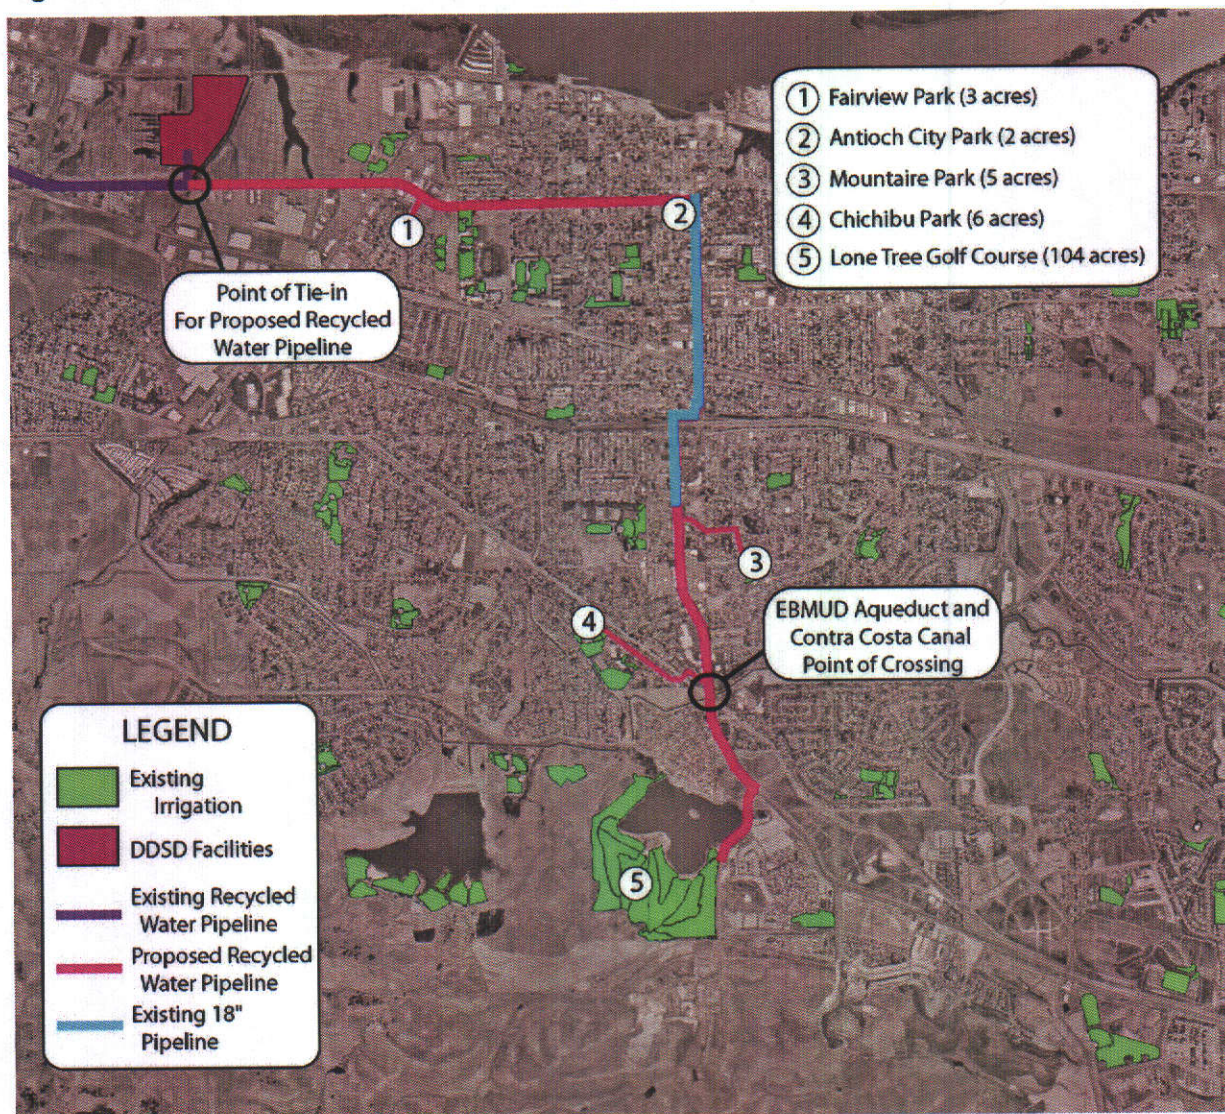 1 Fairview Park (3 acres)
2 Antioch City Park (2 acres)
3 Mountaire Park (5 acres)
4 Chichibu Park (6 acres)
5 Lone Tree Golf Course (104 acres)
1
2
Point of Tie-in
For Proposed Recycled
Water Pipeline
3
4
EBMUD Aqueduct and
Contra Costa Canal
Point of Crossing
5
LEGEND
Existing
Irrigation
DDSD Facilities
Existing Recycled
Water Pipeline
Proposed Recycled
Water Pipeline
Existing 18"
Pipeline